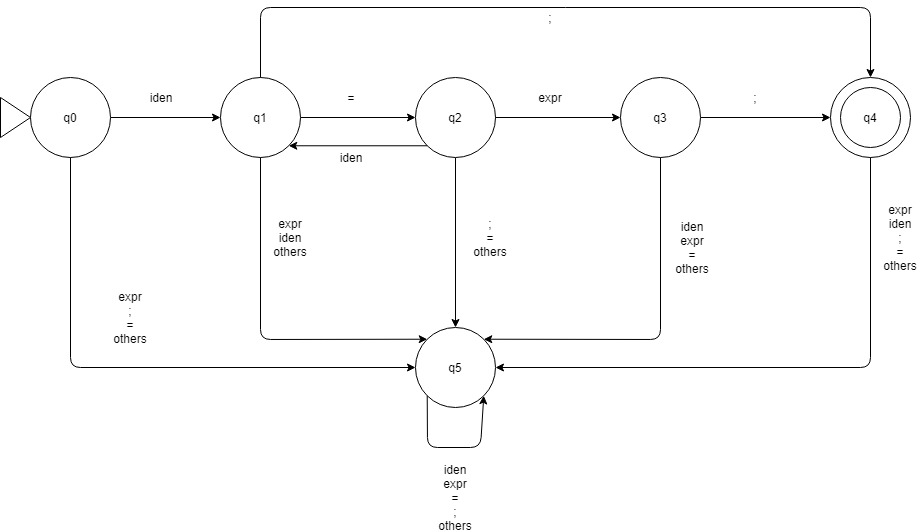 ;
iden
=
expr
;
q0
q1
q2
q3
q4
iden
expr
iden
others
;
=
others
iden
expr
=
others
expr
iden
;
=
others
expr
;
=
others
q5
iden
expr
=
;
others